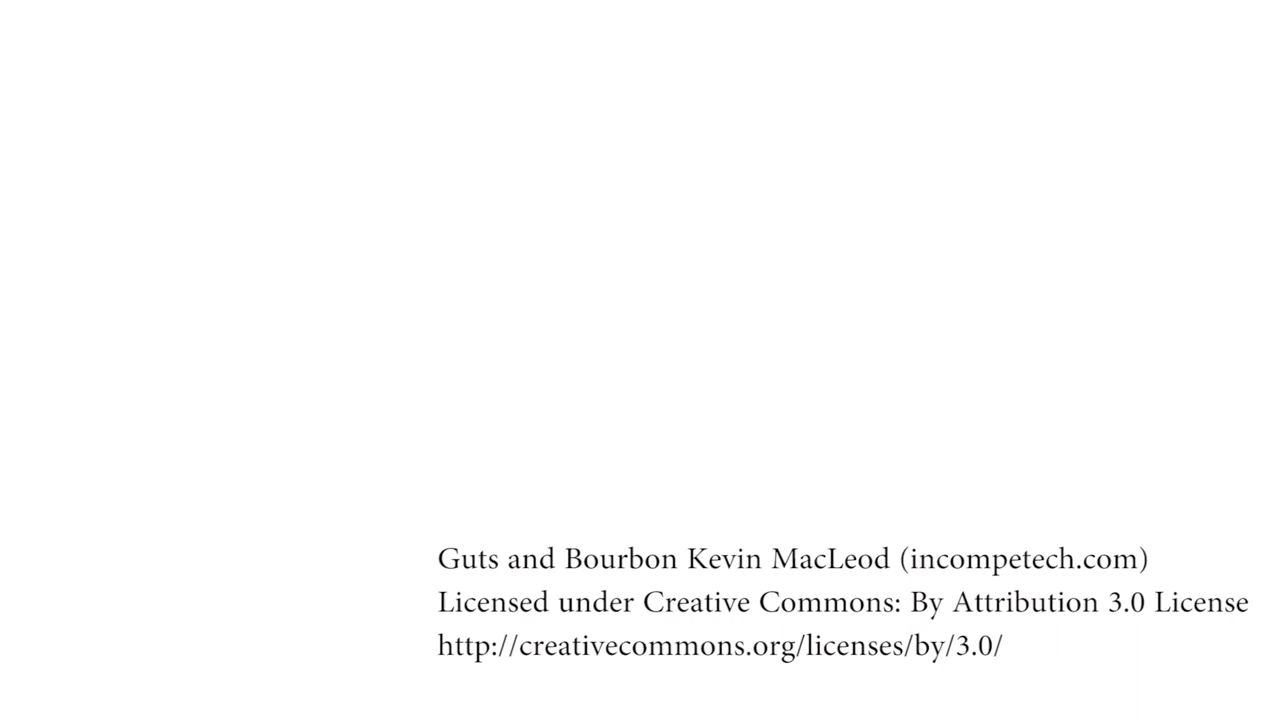 Guts and Bourbon Kevin MacLeod (incompetech.com)
Licensed under Creative Commons: By Attribution 3.0 License
http://creativecommons.org/licenses/by/3.0/